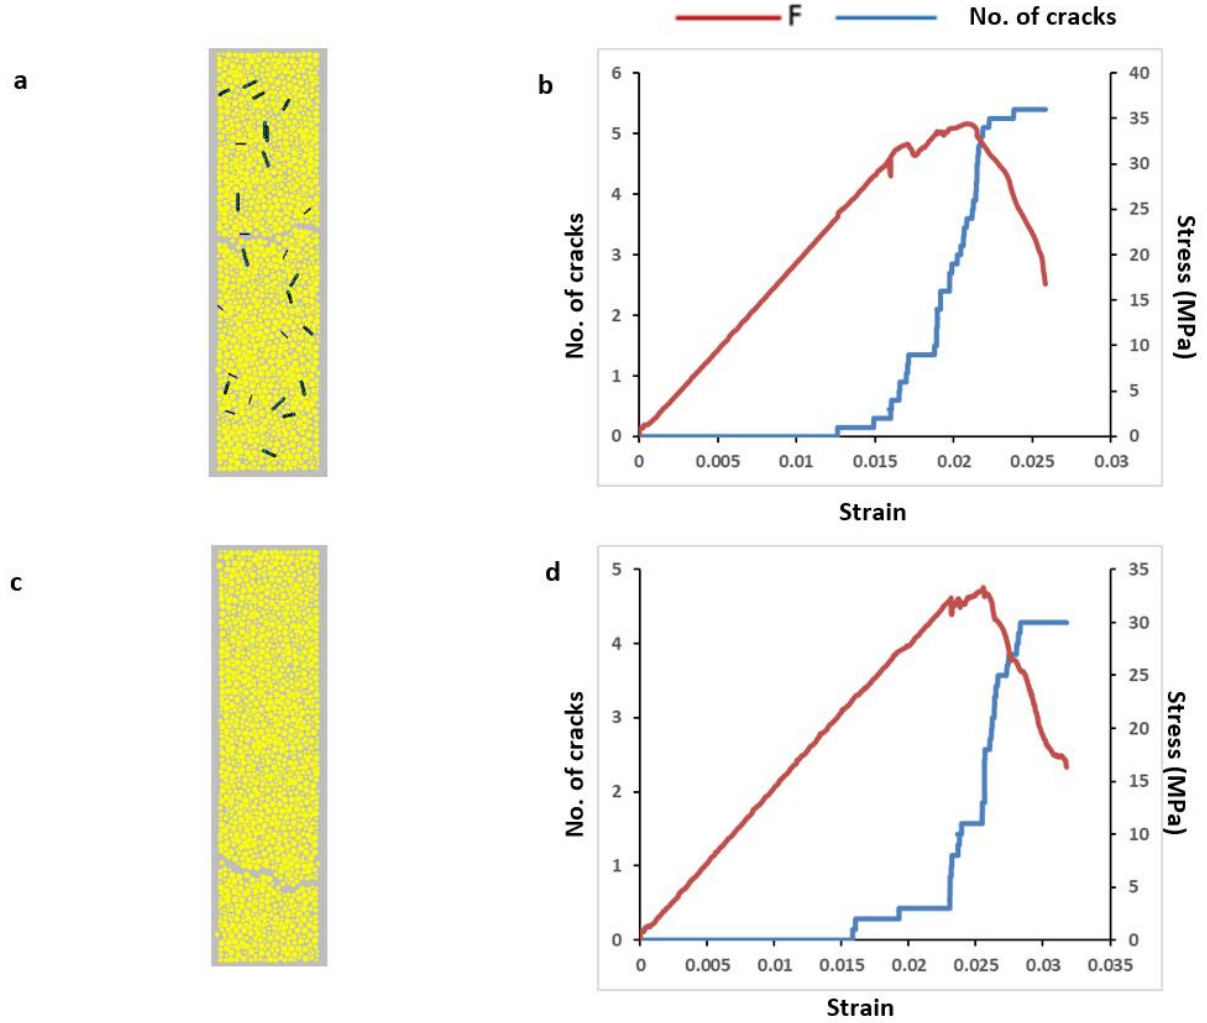 F No. of cracks
a
b
6 40
35
5
30
4
25
3 20
15
2
10
1
5
0 0
0 0.005 0.01 0.015 0.02 0.025 0.03
No. of cracks
Stress (MPa)
Strain
c
d
5 35
30
4
25
3
20
2 15
10
1
5
0 0
0 0.005 0.01 0.015 0.02 0.025 0.03 0.035
No. of cracks
Stress (MPa)
Strain